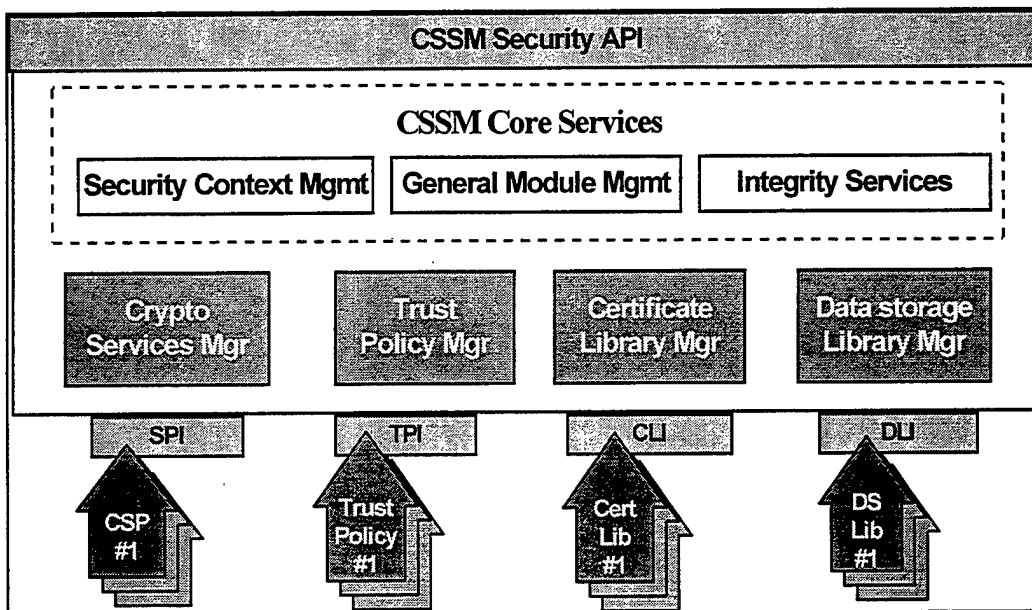 CSSM Security API
CSSM Core Services
Security Context Mgmt
General Module Mgmt
Integrity Services
Crypto
Services Mgr
Trust
Policy Mgr
Certificate
Library Mgr
Data storage
Library Mgr
SPI
TPI
CLI
DLI
CSP
#1
Trust
Policy
#1
Cert
Lib
#1
DS
Lib
#1